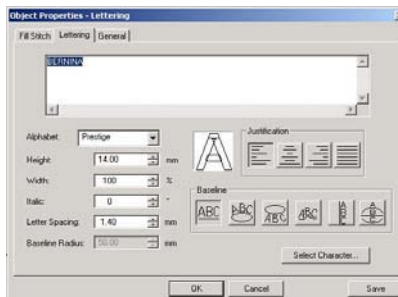 Object Properties - Lettering
Fill Stitch Lettering General
BERNINA
Alphabet: Prestige
Height: 14.00 mm
Width: 100 %
Italic: 0 °
Letter Spacing: 1.40 mm
Baseline Radius: 50.00 mm
A
Justification
Baseline
ABC ABC ABC ABC ABC ABC
Select Character...
OK Cancel Save